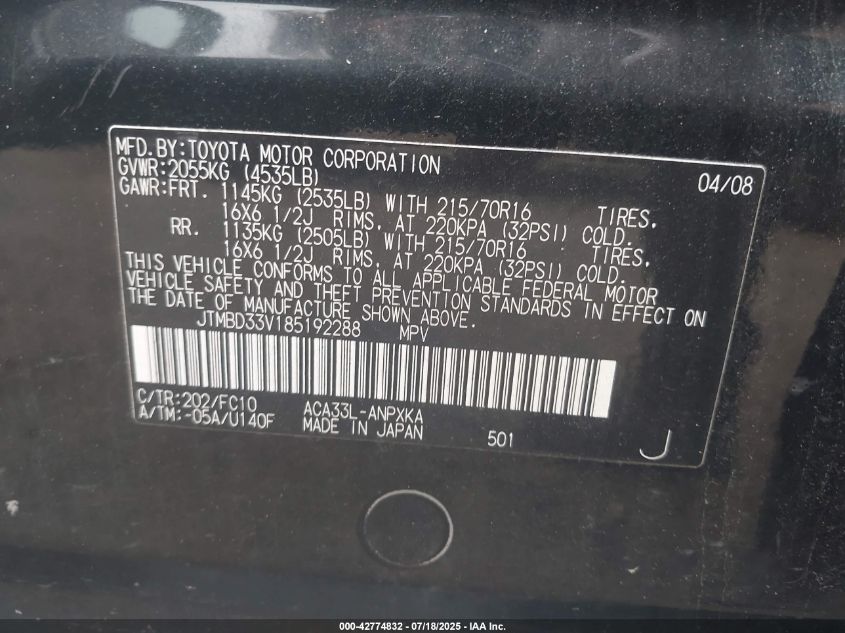 MFD.BY:TOYOTA MOTOR CORPORATION 04/08
GVWR:2055KG (4535LB)
GAWR:FRT. 1145KG (2535LB) WITH 215/70R16 TIRES,
16X6 1/2J RIMS, AT 220KPA (32PSI) COLD.
RR. 1135KG (2505LB) WITH 215/70R16 TIRES,
16X6 1/2J RIMS, AT 220KPA (32PSI) COLD.
THIS VEHICLE CONFORMS TO ALL APPLICABLE FEDERAL MOTOR
VEHICLE SAFETY AND THEFT PREVENTION STANDARDS IN EFFECT ON
THE DATE OF MANUFACTURE SHOWN ABOVE.
JTMBD33V185192288 MPV
C/TR:202/FC10 ACA33L-ANPXKA
A/TM:-05A/U140F MADE IN JAPAN 501 J
000-42774832 - 07/18/2025 - IAA Inc.